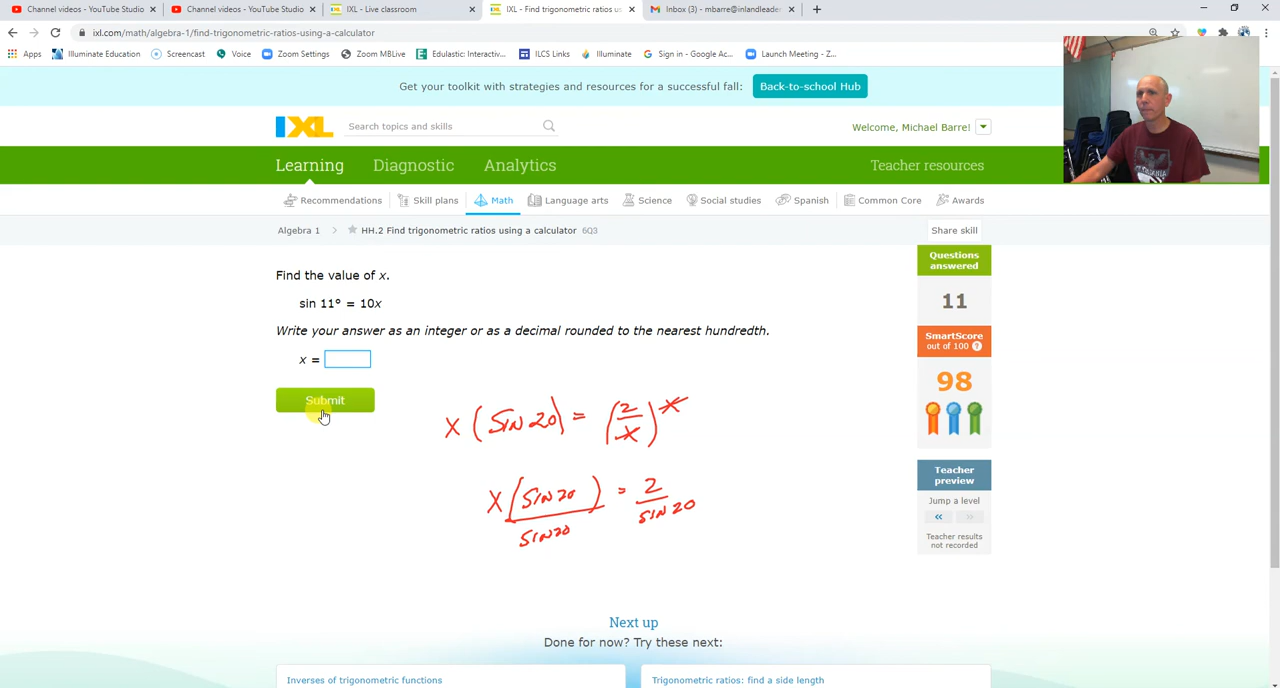 Channel videos - YouTube Studio
Channel videos - YouTube Studio
IXL - Live classroom
IXL - Find trigonometric ratios us
Inbox (3) - mbarre@inlandleade
ixl.com/math/algebra-1/find-trigonometric-ratios-using-a-calculator
Apps Illuminate Education Screencast Voice Zoom Settings Zoom MBLive Edulastic: Interactiv... ILCS Links Illuminate Sign in - Google Ac... Launch Meeting - Z...
Get your toolkit with strategies and resources for a successful fall: Back-to-school Hub
IXL Search topics and skills Welcome, Michael Barre!
Learning Diagnostic Analytics Teacher resources
Recommendations Skill plans Math Language arts Science Social studies Spanish Common Core Awards
Algebra 1 > HH.2 Find trigonometric ratios using a calculator 6Q3 Share skill
Find the value of x.
sin 11° = 10x
Write your answer as an integer or as a decimal rounded to the nearest hundredth.
x =
Submit
x (sin 20) = (2/x) x
x (sin 20) / sin 20 = 2 / sin 20
Questions
answered
11
SmartScore
out of 100 ?
98
Teacher
preview
Jump a level
Teacher results
not recorded
Next up
Done for now? Try these next:
Inverses of trigonometric functions
Trigonometric ratios: find a side length